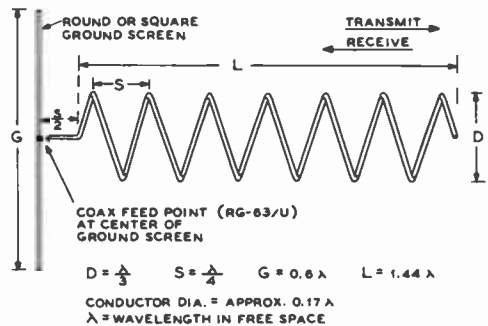 ROUND OR SQUARE
GROUND SCREEN
TRANSMIT
RECEIVE
L
S
S/2
G
D
COAX FEED POINT (RG-63/U)
AT CENTER OF
GROUND SCREEN
D = λ/3 S = λ/4 G = 0.8 λ L = 1.44 λ
CONDUCTOR DIA. = APPROX. 0.17 λ
λ = WAVELENGTH IN FREE SPACE